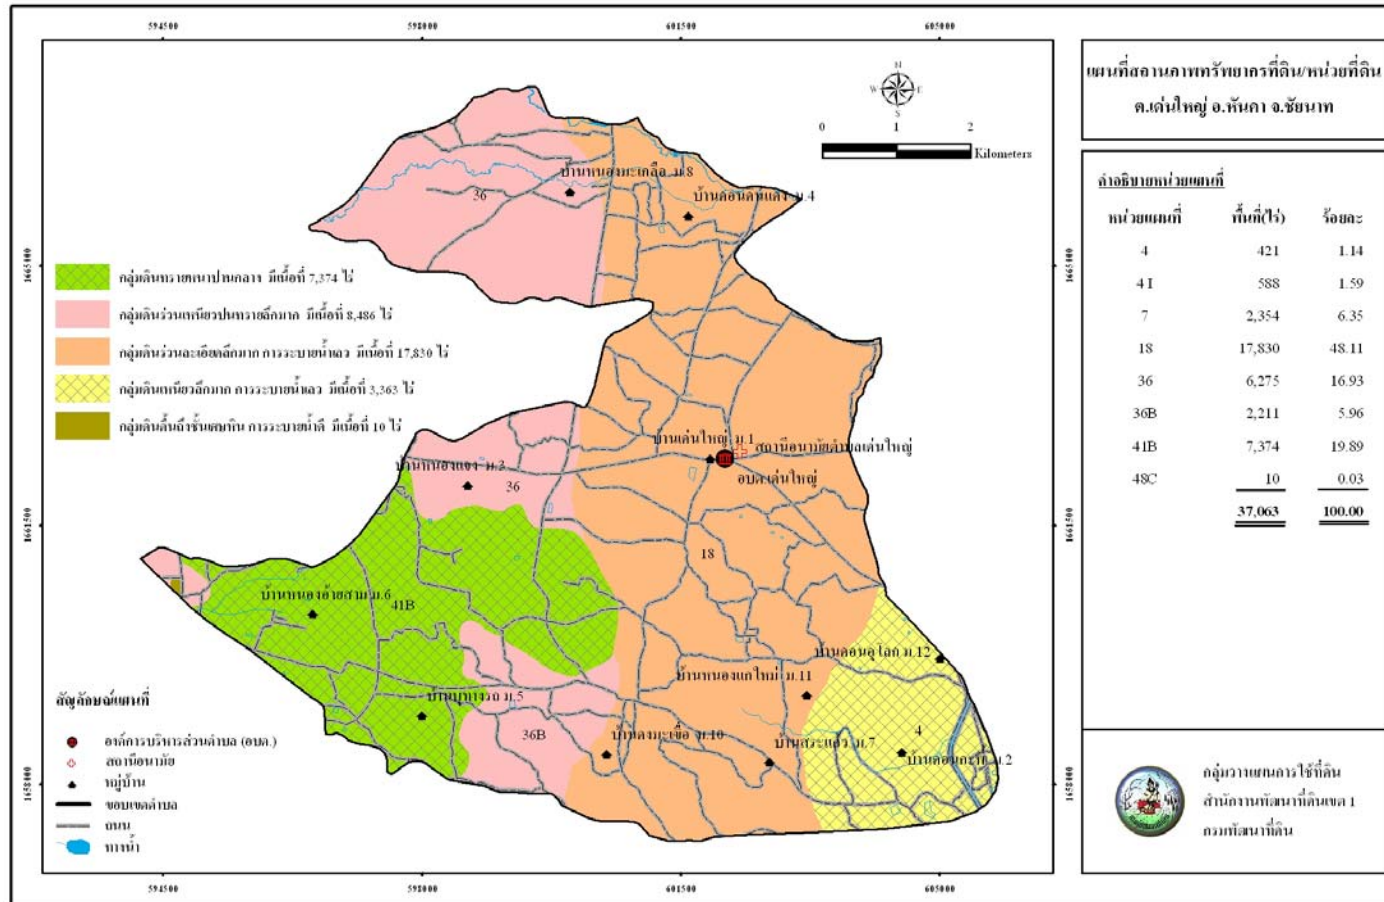 594500 598000 601500 605000
แผนที่สถานภาพทรัพยากรที่ดิน/หน่วยที่ดิน
ต.เด่นใหญ่ อ.หันคา จ.ชัยนาท
N
W E
S
0 1 2
Kilometers
คำอธิบายหน่วยแผนที่
หน่วยแผนที่ พื้นที่(ไร่) ร้อยละ
4 421 1.14
4I 588 1.59
7 2,354 6.35
18 17,830 48.11
36 6,275 16.93
36B 2,211 5.96
41B 7,374 19.89
48C 10 0.03
37,063 100.00
บ้านหนองมะเกลือ ม.8
36
บ้านดอนดินแดง ม.4
1665000 1665000
กลุ่มดินทรายหนาปานกลาง มีเนื้อที่ 7,374 ไร่
กลุ่มดินร่วนเหนียวปนทรายลึกมาก มีเนื้อที่ 8,486 ไร่
กลุ่มดินร่วนละเอียดลึกมาก การระบายน้ำเลว มีเนื้อที่ 17,830 ไร่
กลุ่มดินเหนียวลึกมาก การระบายน้ำเลว มีเนื้อที่ 3,363 ไร่
กลุ่มดินตื้นถึงชั้นเศษหิน การระบายน้ำดี มีเนื้อที่ 10 ไร่
บ้านเด่นใหญ่ ม.1
สถานีอนามัยตำบลเด่นใหญ่
อบต.เด่นใหญ่
บ้านหนองแจง ม.3
36
1661500 1661500
18
บ้านหนองอ้ายสาม ม.6
41B
บ้านดอนอุโลก ม.12
บ้านหนองแกใหม่ ม.11
ม.5
36B
ม.10
บ้านสระแก้ว ม.7
4
ม.2
1658000 1658000
สัญลักษณ์แผนที่
องค์การบริหารส่วนตำบล (อบต.)
สถานีอนามัย
หมู่บ้าน
ขอบเขตตำบล
ถนน
ทางน้ำ
กลุ่มวางแผนการใช้ที่ดิน
สำนักงานพัฒนาที่ดินเขต 1
กรมพัฒนาที่ดิน
594500 598000 601500 605000